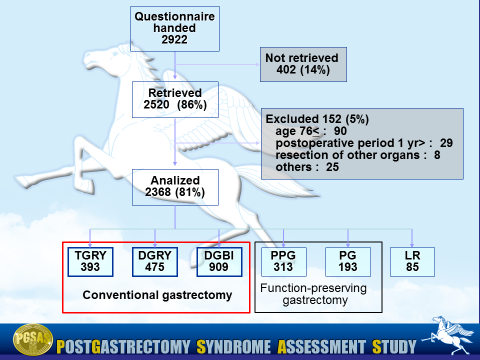 Questionnaire
handed
2922
Not retrieved
402 (14%)
Retrieved
2520 (86%)
Excluded 152 (5%)
age 76< : 90
postoperative period 1 yr> : 29
resection of other organs : 8
others : 25
Analized
2368 (81%)
TGRY
393
DGRY
475
DGBI
909
PPG
313
PG
193
LR
85
Conventional gastrectomy
Function-preserving
gastrectomy
PGSAS
POSTGASTRECTOMY SYNDROME ASSESSMENT STUDY